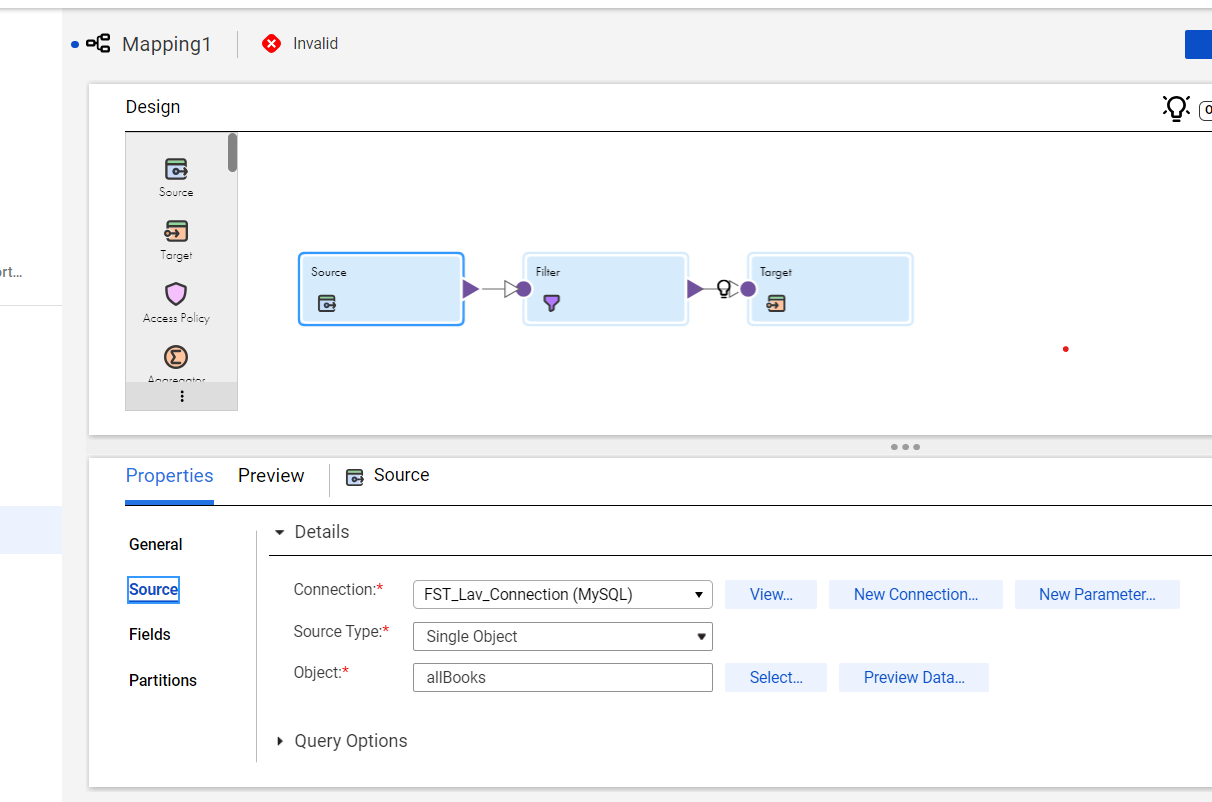 Mapping1
Invalid
Design
Source
Target
Access Policy
Aggregator
Source
Filter
Target
Properties
Preview
Source
General
Source
Fields
Partitions
Details
Connection:*
FST_Lav_Connection (MySQL)
View...
New Connection...
New Parameter...
Source Type:*
Single Object
Object:*
allBooks
Select...
Preview Data...
Query Options